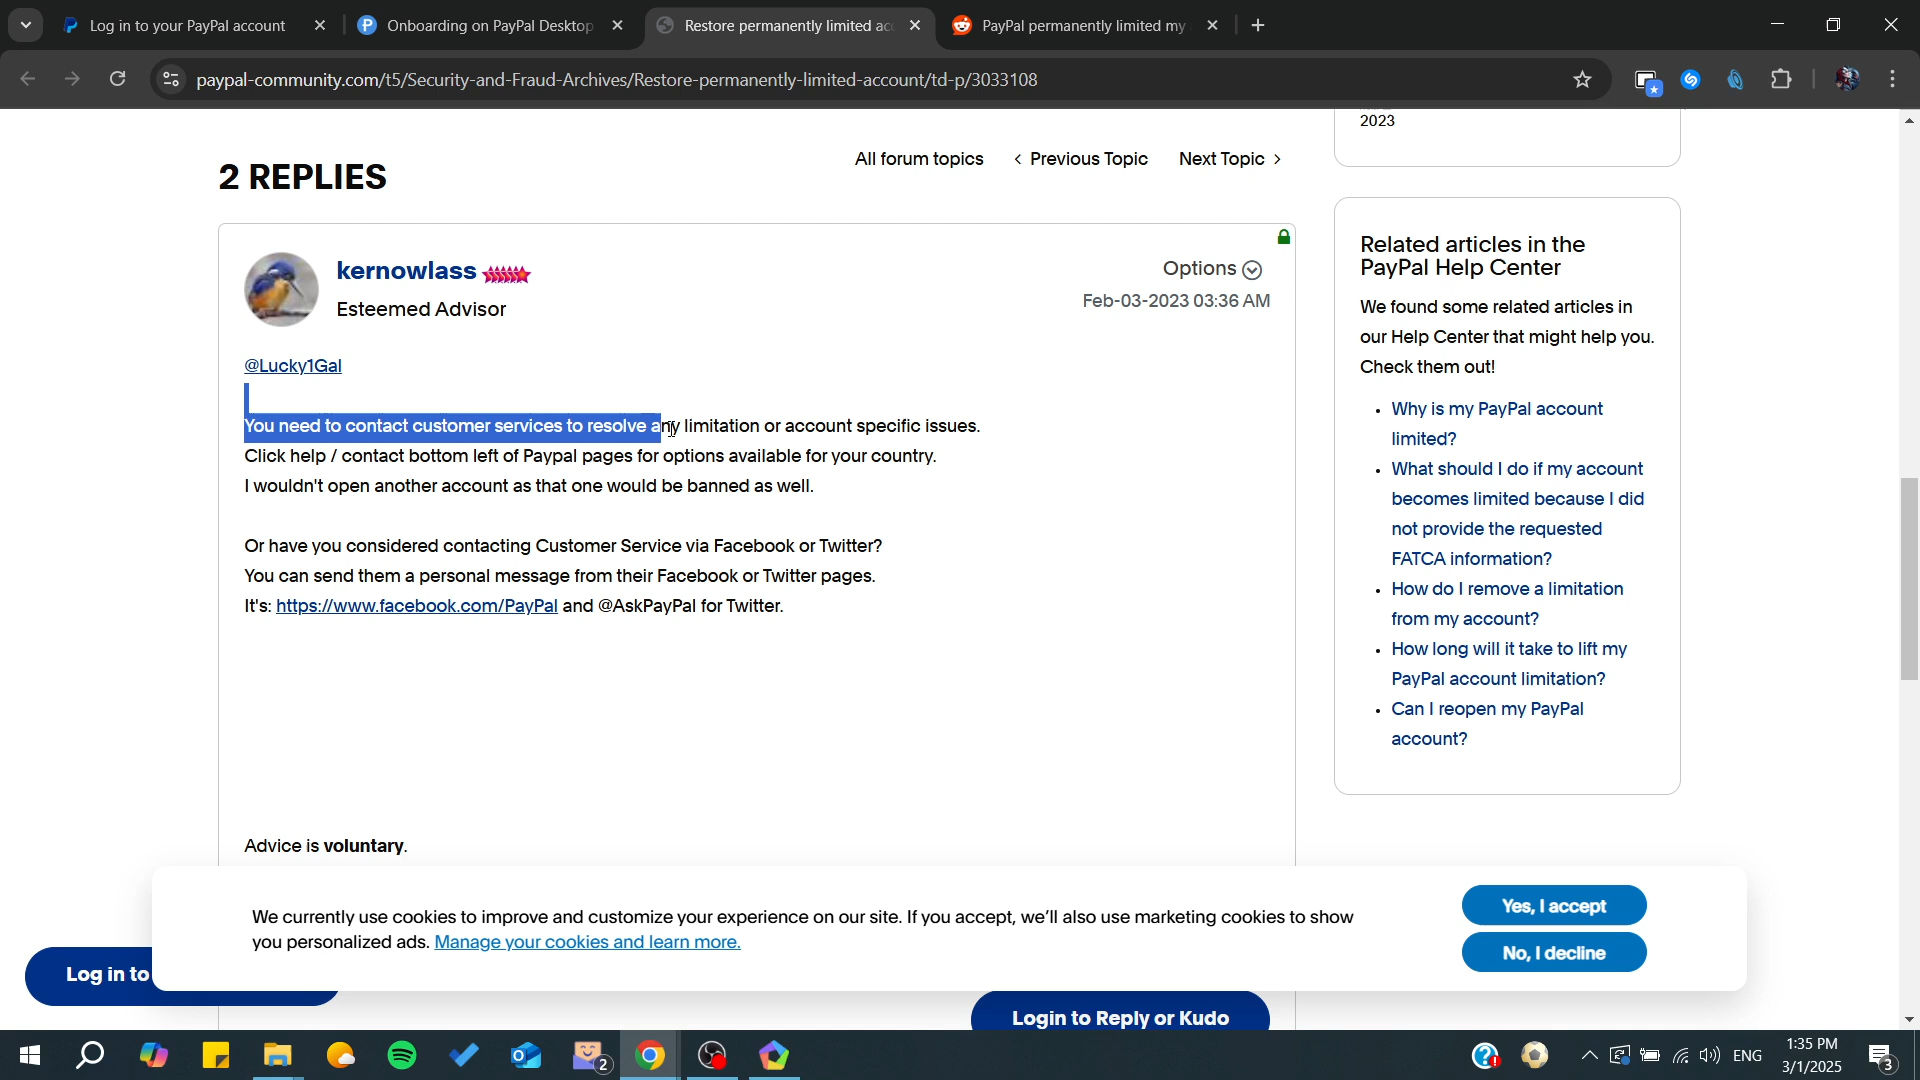 Log in to your PayPal account
Onboarding on PayPal Desktop
Restore permanently limited acc
PayPal permanently limited my
paypal-community.com/t5/Security-and-Fraud-Archives/Restore-permanently-limited-account/td-p/3033108
2023
All forum topics
Previous Topic
Next Topic
2 REPLIES
kernowlass
Esteemed Advisor
Options
Feb-03-2023 03:36 AM
@Lucky1Gal
You need to contact customer services to resolve any limitation or account specific issues.
Click help / contact bottom left of Paypal pages for options available for your country.
I wouldn't open another account as that one would be banned as well.
Or have you considered contacting Customer Service via Facebook or Twitter?
You can send them a personal message from their Facebook or Twitter pages.
It's: https://www.facebook.com/PayPal and @AskPayPal for Twitter.
Advice is voluntary.
Related articles in the
PayPal Help Center
We found some related articles in
our Help Center that might help you.
Check them out!
Why is my PayPal account
limited?
What should I do if my account
becomes limited because I did
not provide the requested
FATCA information?
How do I remove a limitation
from my account?
How long will it take to lift my
PayPal account limitation?
Can I reopen my PayPal
account?
We currently use cookies to improve and customize your experience on our site. If you accept, we'll also use marketing cookies to show
you personalized ads. Manage your cookies and learn more.
Yes, I accept
No, I decline
Log in to
Login to Reply or Kudo
2
ENG
1:35 PM
3/1/2025
3